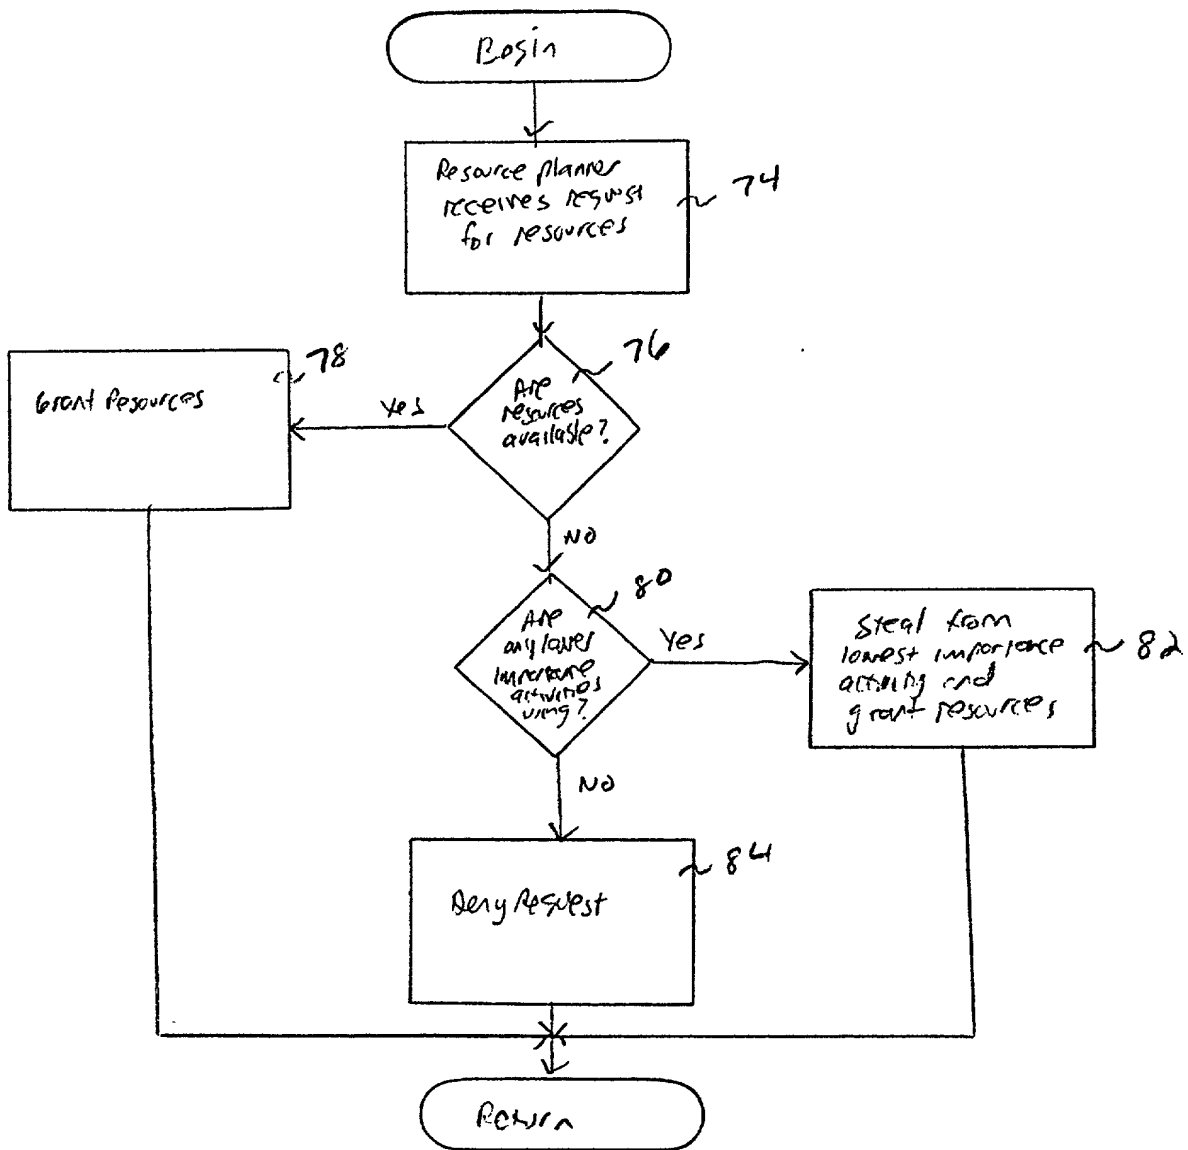 Begin
Resource planner
receives request
for resources
74
76
78
Are
resources
available?
Yes
Grant Resources
NO
80
Are
any lower
importance
activities
using?
Yes
Steal from
lowest importance
activity and
grant resources
82
NO
84
Deny Request
Return